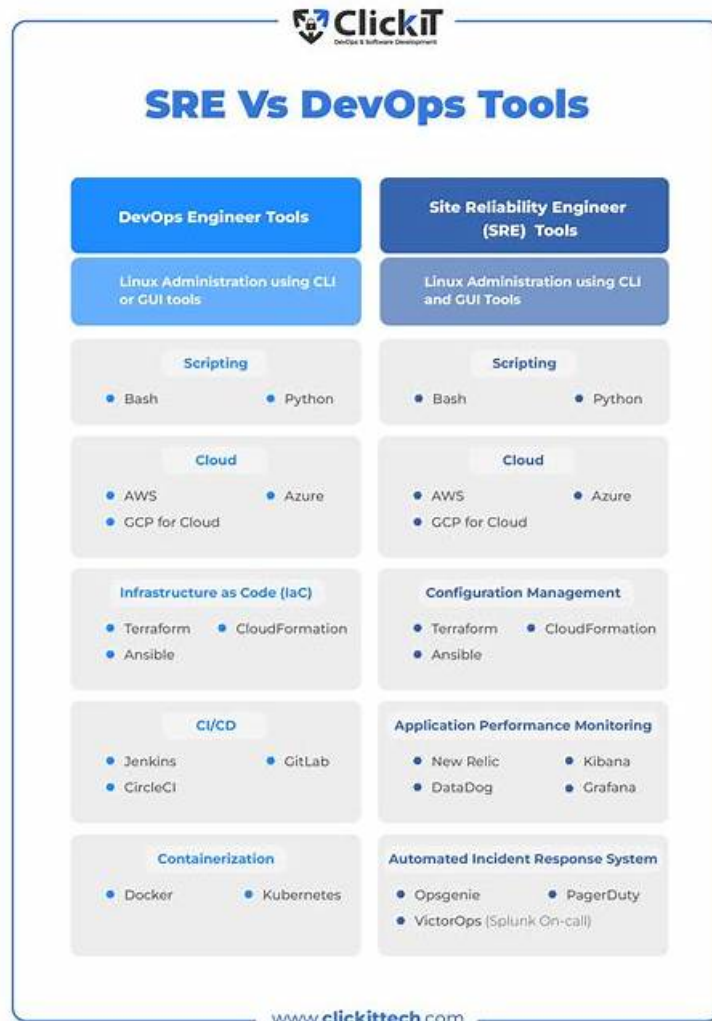 ClickiT
DevOps & Software Development
SRE Vs DevOps Tools
DevOps Engineer Tools
Linux Administration using CLI
or GUI tools
Scripting
Bash
Python
Cloud
AWS
Azure
GCP for Cloud
Infrastructure as Code (IaC)
Terraform
CloudFormation
Ansible
CI/CD
Jenkins
GitLab
CircleCI
Containerization
Docker
Kubernetes
Site Reliability Engineer
(SRE) Tools
Linux Administration using CLI
and GUI Tools
Scripting
Bash
Python
Cloud
AWS
Azure
GCP for Cloud
Configuration Management
Terraform
CloudFormation
Ansible
Application Performance Monitoring
New Relic
Kibana
DataDog
Grafana
Automated Incident Response System
Opsgenie
PagerDuty
VictorOps (Splunk On-call)
www.clickittech.com